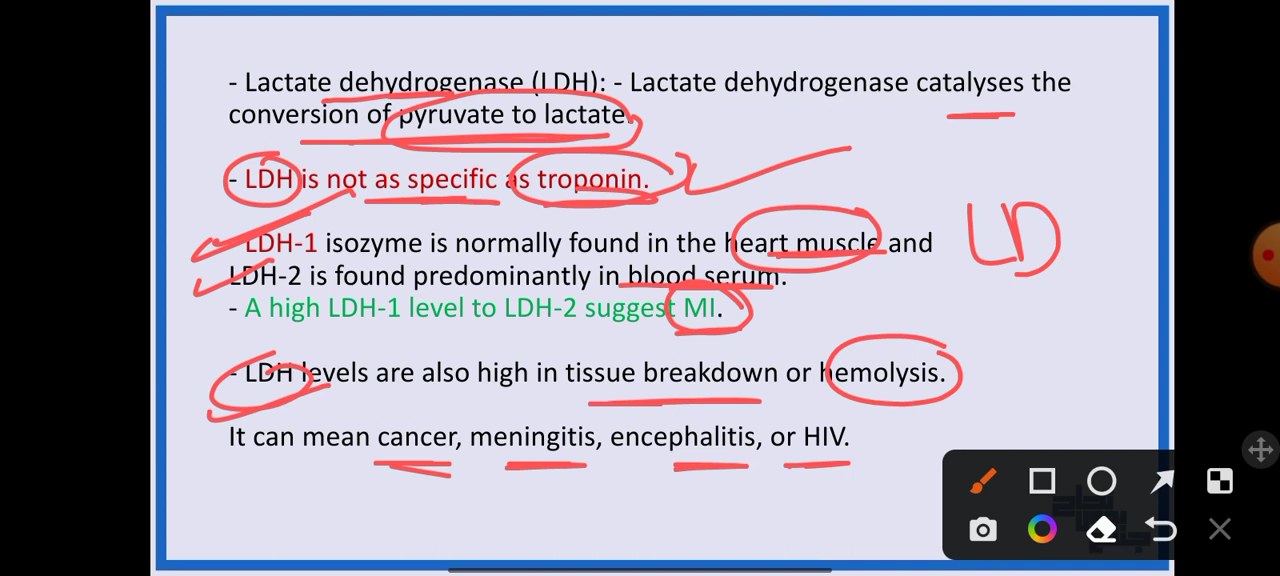 - Lactate dehydrogenase (LDH): - Lactate dehydrogenase catalyses the
conversion of pyruvate to lactate.
- LDH is not as specific as troponin.
LDH-1 isozyme is normally found in the heart muscle and
LD
LDH-2 is found predominantly in blood serum.
- A high LDH-1 level to LDH-2 suggest MI.
- LDH levels are also high in tissue breakdown or hemolysis.
It can mean cancer, meningitis, encephalitis, or HIV.